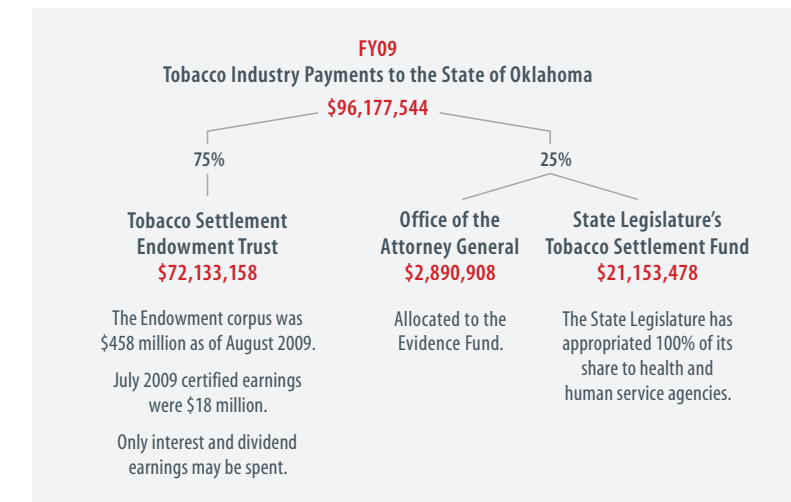 FY09
Tobacco Industry Payments to the State of Oklahoma
$96,177,544
75%
25%
Tobacco Settlement
Endowment Trust
$72,133,158
The Endowment corpus was
$458 million as of August 2009.
July 2009 certified earnings
were $18 million.
Only interest and dividend
earnings may be spent.
Office of the
Attorney General
$2,890,908
Allocated to the
Evidence Fund.
State Legislature's
Tobacco Settlement Fund
$21,153,478
The State Legislature has
appropriated 100% of its
share to health and
human service agencies.